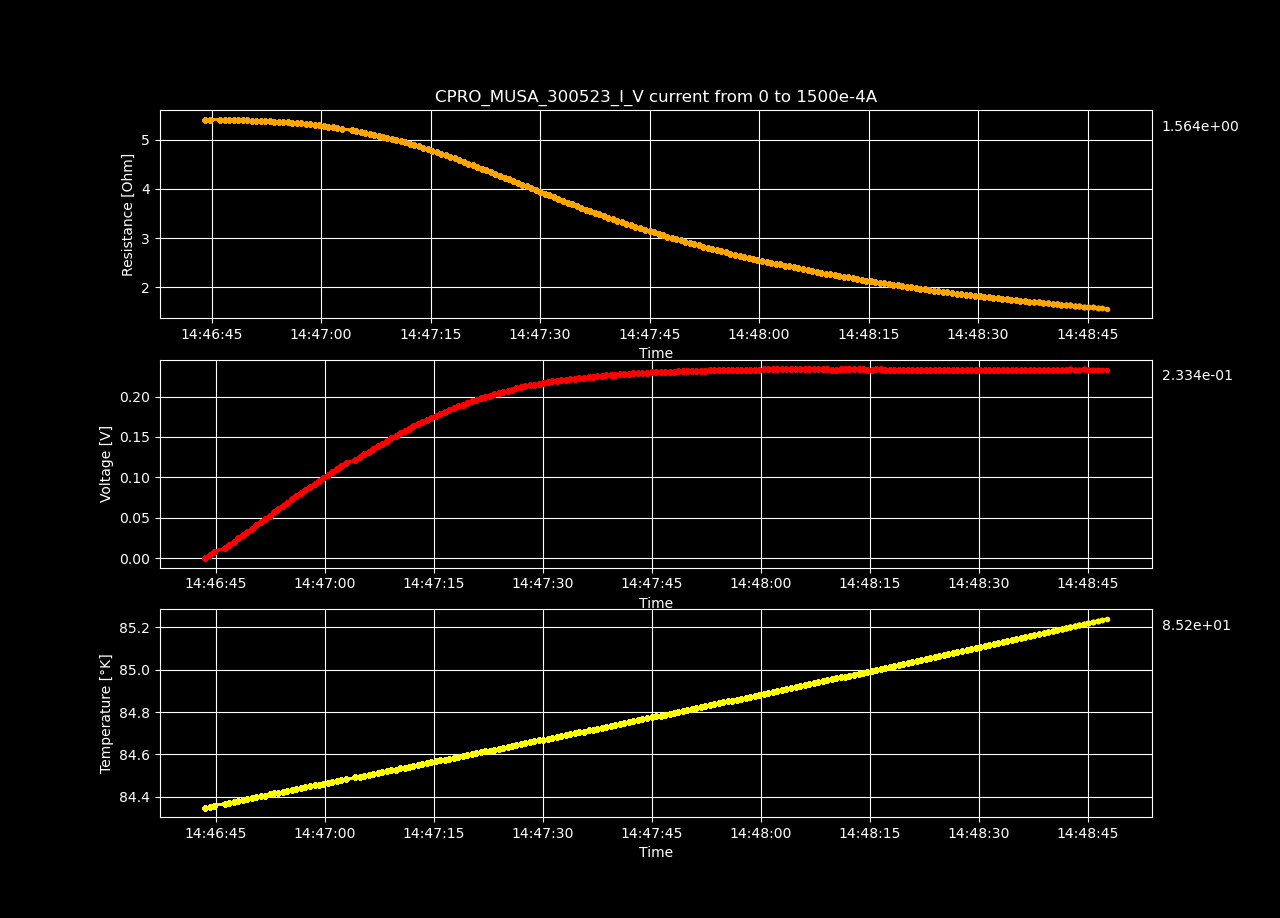 CPRO_MUSA_300523_I_V current from 0 to 1500e-4A
1.564e+00
Resistance [Ohm]
5
4
3
2
14:46:45 14:47:00 14:47:15 14:47:30 14:47:45 14:48:00 14:48:15 14:48:30 14:48:45
Time
2.334e-01
Voltage [V]
0.20
0.15
0.10
0.05
0.00
14:46:45 14:47:00 14:47:15 14:47:30 14:47:45 14:48:00 14:48:15 14:48:30 14:48:45
Time
8.52e+01
Temperature [°K]
85.2
85.0
84.8
84.6
84.4
14:46:45 14:47:00 14:47:15 14:47:30 14:47:45 14:48:00 14:48:15 14:48:30 14:48:45
Time